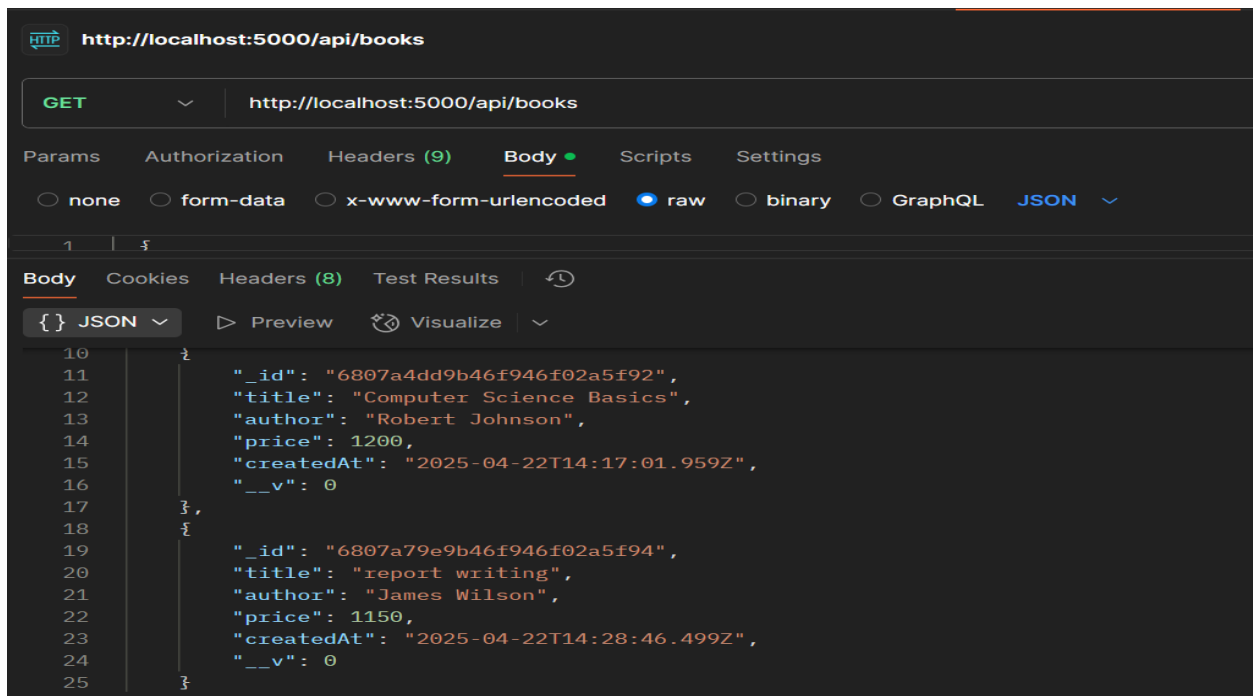 HTTP http://localhost:5000/api/books
GET http://localhost:5000/api/books
Params Authorization Headers (9) Body Scripts Settings
none form-data x-www-form-urlencoded raw binary GraphQL JSON
1 {
Body Cookies Headers (8) Test Results
{} JSON Preview Visualize
10 {
11 "_id": "6807a4dd9b46f946f02a5f92",
12 "title": "Computer Science Basics",
13 "author": "Robert Johnson",
14 "price": 1200,
15 "createdAt": "2025-04-22T14:17:01.959Z",
16 "__v": 0
17 },
18 {
19 "_id": "6807a79e9b46f946f02a5f94",
20 "title": "report writing",
21 "author": "James Wilson",
22 "price": 1150,
23 "createdAt": "2025-04-22T14:28:46.499Z",
24 "__v": 0
25 }